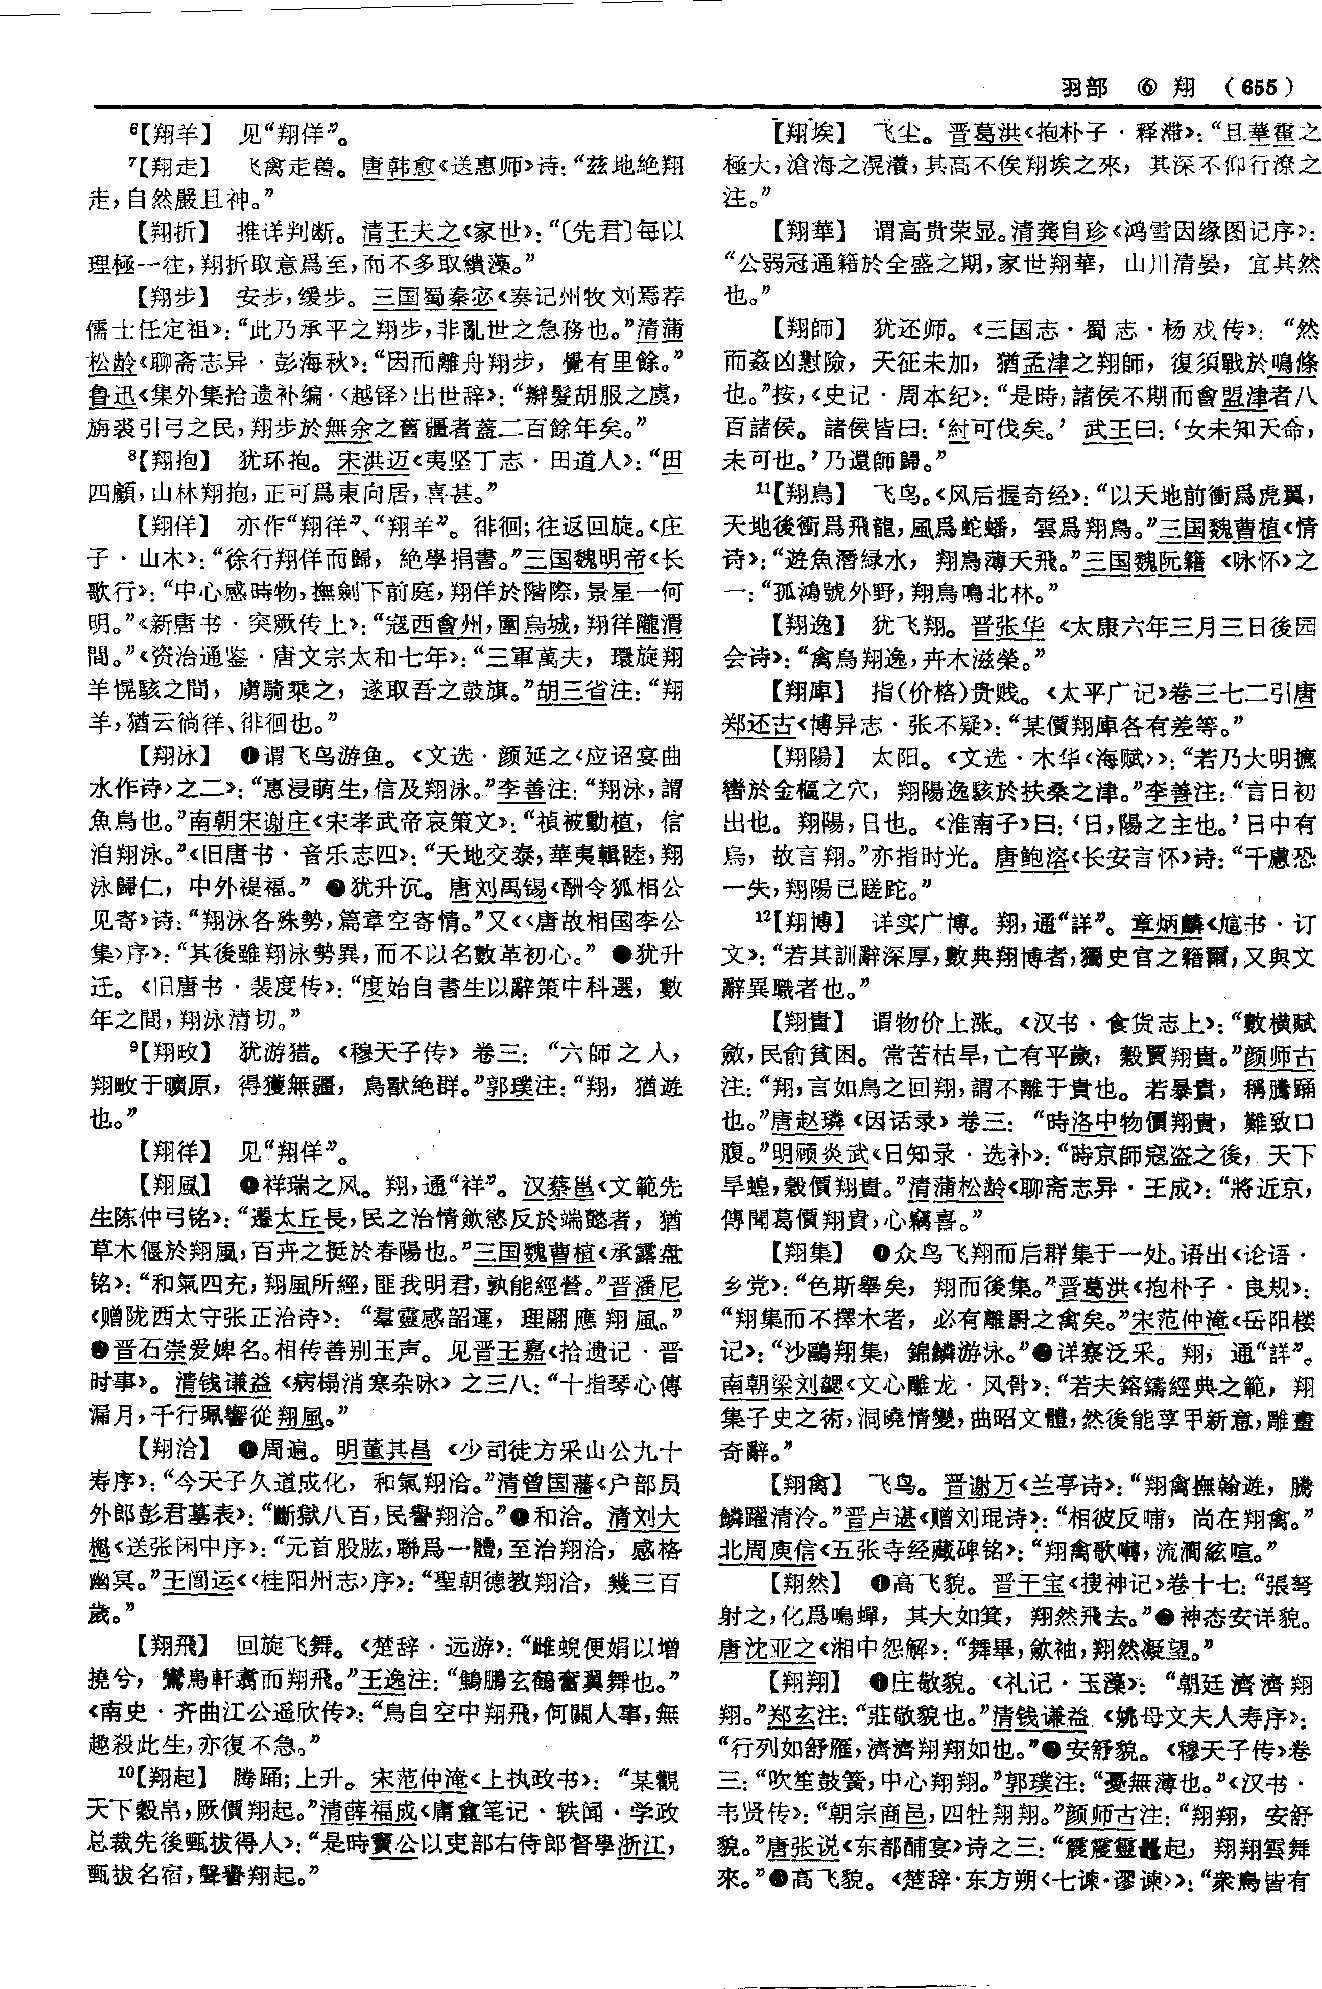 羽部 ⑥ 翔 （655）
⁶【翔羊】 见“翔佯”。
⁷【翔走】 飞禽走兽。唐韩愈《送惠师》诗：“兹地絶翔
走，自然嚴且神。”
【翔折】 推详判断。清王夫之《家世》：“〔先君〕每以
理極一往，翔折取意爲至，而不多取繢藻。”
【翔步】 安步，缓步。三国蜀秦宓《奏记州牧刘焉荐
儒士任定祖》：“此乃承平之翔步，非亂世之急務也。”清蒲
松龄《聊斋志异·彭海秋》：“因而離舟翔步，覺有里餘。”
鲁迅《集外集拾遗补编·〈越铎〉出世辞》：“辮髮胡服之虜，
旃裘引弓之民，翔步於無余之舊疆者蓋二百餘年矣。”
⁸【翔抱】 犹环抱。宋洪迈《夷坚丁志·田道人》：“田
四顧，山林翔抱，正可爲東向居，喜甚。”
【翔佯】 亦作“翔徉”、“翔羊”。徘徊；往返回旋。《庄
子·山木》：“徐行翔佯而歸，絶學捐書。”三国魏明帝《长
歌行》：“中心感時物，撫劍下前庭，翔佯於階際，景星一何
明。”《新唐书·突厥传上》：“寇西會州，圍烏城，翔徉隴渭
間。”《资治通鉴·唐文宗太和七年》：“三軍萬夫，環旋翔
羊愰駭之間，虜騎乘之，遂取吾之鼓旗。”胡三省注：“翔
羊，猶云徜徉、徘徊也。”
【翔泳】 ❶谓飞鸟游鱼。《文选·颜延之〈应诏宴曲
水作诗〉之二》：“惠浸萌生，信及翔泳。”李善注：“翔泳，謂
魚鳥也。”南朝宋谢庄《宋孝武帝哀策文》：“禎被動植，信
洎翔泳。”《旧唐书·音乐志四》：“天地交泰，華夷輯睦，翔
泳歸仁，中外禔福。” ❷犹升沉。唐刘禹锡《酬令狐相公
见寄》诗：“翔泳各殊勢，篇章空寄情。”又《〈唐故相国李公
集〉序》：“其後雖翔泳勢異，而不以名數革初心。” ❸犹升
迁。《旧唐书·裴度传》：“度始自書生以辭策中科選，數
年之間，翔泳清切。”
⁹【翔畋】 犹游猎。《穆天子传》卷三：“六師之人，
翔畋于曠原，得獲無疆，鳥獸絶群。”郭璞注：“翔，猶遊
也。”
【翔徉】 见“翔佯”。
【翔風】 ❶祥瑞之风。翔，通“祥”。汉蔡邕《文範先
生陈仲弓铭》：“遷太丘長，民之治情歛慾反於端懿者，猶
草木偃於翔風，百卉之挺於春陽也。”三国魏曹植《承露盘
铭》：“和氣四充，翔風所經，匪我明君，孰能經營。”晋潘尼
《赠陇西太守张正治诗》：“羣靈感韶運，理翮應翔風。”
❷晋石崇爱婢名。相传善别玉声。见晋王嘉《拾遗记·晋
时事》。清钱谦益《病榻消寒杂咏》之三八：“十指琴心傳
漏月，千行珮響從翔風。”
【翔洽】 ❶周遍。明董其昌《少司徒方采山公九十
寿序》：“今天子久道成化，和氣翔洽。”清曾国藩《户部员
外郎彭君墓表》：“斷獄八百，民譽翔洽。”❷和洽。清刘大
櫆《送张闲中序》：“元首股肱，聯爲一體，至治翔洽，感格
幽冥。”王闿运《〈桂阳州志〉序》：“聖朝德教翔洽，幾三百
歲。”
【翔飛】 回旋飞舞。《楚辞·远游》：“雌蜺便娟以增
撓兮，鸞鳥軒翥而翔飛。”王逸注：“鷦鵬玄鶴奮翼舞也。”
《南史·齐曲江公遥欣传》：“鳥自空中翔飛，何關人事，無
趣殺此生，亦復不急。”
¹⁰【翔起】 腾踊；上升。宋范仲淹《上执政书》：“某觀
天下穀帛，厥價翔起。”清薛福成《庸盦笔记·轶闻·学政
总裁先後甄拔得人》：“是時竇公以吏部右侍郎督學浙江，
甄拔名宿，聲譽翔起。”
【翔埃】 飞尘。晋葛洪《抱朴子·释滞》：“且華霍之
極大，滄海之滉瀁，其高不俟翔埃之來，其深不仰行潦之
注。”
【翔華】 谓高贵荣显。清龚自珍《鸿雪因缘图记序》：
“公弱冠通籍於全盛之期，家世翔華，山川清晏，宜其然
也。”
【翔師】 犹还师。《三国志·蜀志·杨戏传》：“然
而姦凶懟險，天征未加，猶孟津之翔師，復須戰於鳴條
也。”按，《史记·周本纪》：“是時，諸侯不期而會盟津者八
百諸侯。諸侯皆曰：‘紂可伐矣。’武王曰：‘女未知天命，
未可也。’乃還師歸。”
¹¹【翔鳥】 飞鸟。《风后握奇经》：“以天地前衝爲虎翼，
天地後衝爲飛龍，風爲蛇蟠，雲爲翔鳥。”三国魏曹植《情
诗》：“遊魚潛緑水，翔鳥薄天飛。”三国魏阮籍《咏怀》之
一：“孤鴻號外野，翔鳥鳴北林。”
【翔逸】 犹飞翔。晋张华《太康六年三月三日後园
会诗》：“禽鳥翔逸，卉木滋榮。”
【翔庳】 指（价格）贵贱。《太平广记》卷三七二引唐
郑还古《博异志·张不疑》：“某價翔庳各有差等。”
【翔陽】 太阳。《文选·木华〈海赋〉》：“若乃大明㩦
轡於金樞之穴，翔陽逸駭於扶桑之津。”李善注：“言日初
出也。翔陽，日也。《淮南子》曰：‘日，陽之主也。’日中有
烏，故言翔。”亦指时光。唐鲍溶《长安言怀》诗：“千慮恐
一失，翔陽已蹉跎。”
¹²【翔博】 详实广博。翔，通“詳”。章炳麟《訄书·订
文》：“若其訓辭深厚，數典翔博者，獨史官之籍爾，又與文
辭異職者也。”
【翔貴】 谓物价上涨。《汉书·食货志上》：“數横赋
斂，民俞貧困。常苦枯旱，亡有平歲，穀賈翔貴。”颜师古
注：“翔，言如鳥之回翔，謂不離于貴也。若暴貴，稱騰踊
也。”唐赵璘《因话录》卷三：“時洛中物價翔貴，難致口
腹。”明顾炎武《日知录·选补》：“時京師寇盗之後，天下
旱蝗，穀價翔貴。”清蒲松龄《聊斋志异·王成》：“將近京，
傳聞葛價翔貴，心竊喜。”
【翔集】 ❶众鸟飞翔而后群集于一处。语出《论语·
乡党》：“色斯舉矣，翔而後集。”晋葛洪《抱朴子·良规》：
“翔集而不擇木者，必有離罻之禽矣。”宋范仲淹《岳阳楼
记》：“沙鷗翔集，錦鱗游泳。”❷详察泛采。翔，通“詳”。
南朝梁刘勰《文心雕龙·风骨》：“若夫鎔鑄經典之範，翔
集子史之術，洞曉情變，曲昭文體，然後能莩甲新意，雕畫
奇辭。”
【翔禽】 飞鸟。晋谢万《兰亭诗》：“翔禽撫翰遊，騰
鱗躍清泠。”晋卢谌《赠刘琨诗》：“相彼反哺，尚在翔禽。”
北周庾信《五张寺经藏碑铭》：“翔禽歌囀，流澗絃喧。”
【翔然】 ❶高飞貌。晋干宝《搜神记》卷十七：“張弩
射之，化爲鳴蟬，其大如箕，翔然飛去。”❷神态安详貌。
唐沈亚之《湘中怨解》：“舞畢，斂袖，翔然凝望。”
【翔翔】 ❶庄敬貌。《礼记·玉藻》：“朝廷濟濟翔
翔。”郑玄注：“莊敬貌也。”清钱谦益《姚母文夫人寿序》：
“行列如舒雁，濟濟翔翔如也。”❷安舒貌。《穆天子传》卷
三：“吹笙鼓簧，中心翔翔。”郭璞注：“憂無薄也。”《汉书·
韦贤传》：“朝宗商邑，四牡翔翔。”颜师古注：“翔翔，安舒
貌。”唐张说《东都酺宴》诗之三：“震震靈鼉起，翔翔雲舞
來。”❸高飞貌。《楚辞·东方朔〈七谏·谬谏〉》：“衆鳥皆有